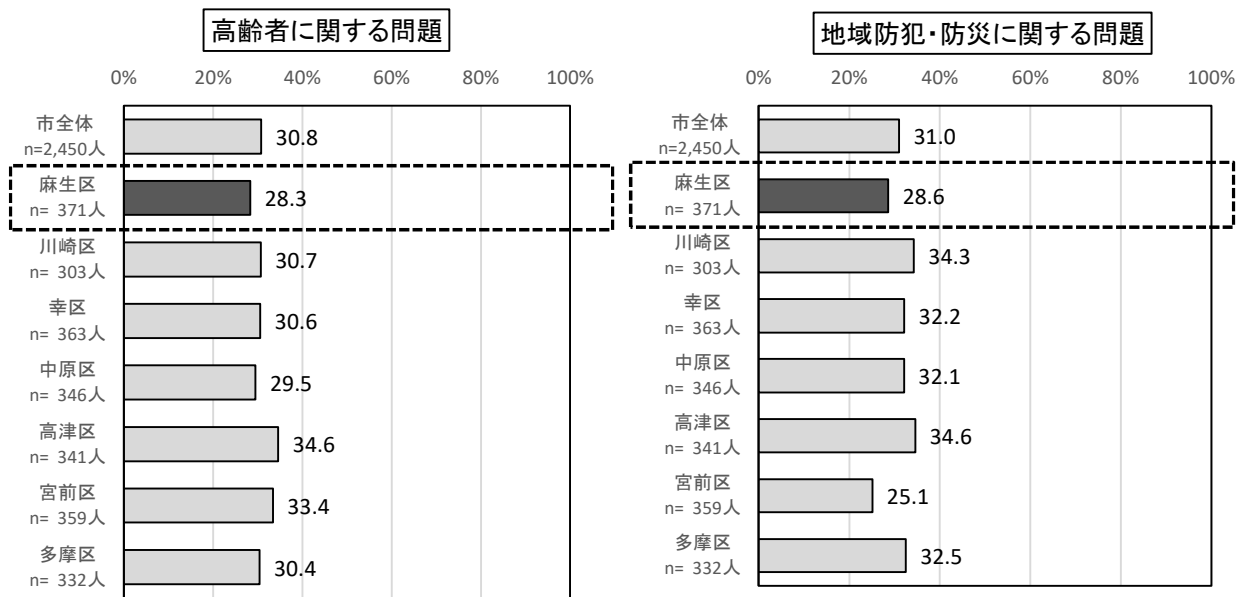 高齢者に関する問題
0% 20% 40% 60% 80% 100%
市全体
n=2,450人
30.8
麻生区
n= 371人
28.3
川崎区
n= 303人
30.7
幸区
n= 363人
30.6
中原区
n= 346人
29.5
高津区
n= 341人
34.6
宮前区
n= 359人
33.4
多摩区
n= 332人
30.4
地域防犯・防災に関する問題
0% 20% 40% 60% 80% 100%
市全体
n=2,450人
31.0
麻生区
n= 371人
28.6
川崎区
n= 303人
34.3
幸区
n= 363人
32.2
中原区
n= 346人
32.1
高津区
n= 341人
34.6
宮前区
n= 359人
25.1
多摩区
n= 332人
32.5